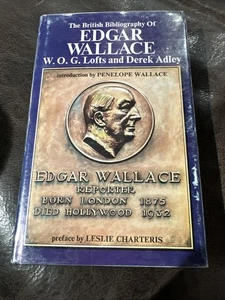 The British Bibliography Of
EDGAR
WALLACE
W. O. G. Lofts and Derek Adley
introduction by PENELOPE WALLACE
EDGAR WALLACE
REPORTER
BORN LONDON 1875
DIED HOLLYWOOD 1932
preface by LESLIE CHARTERIS